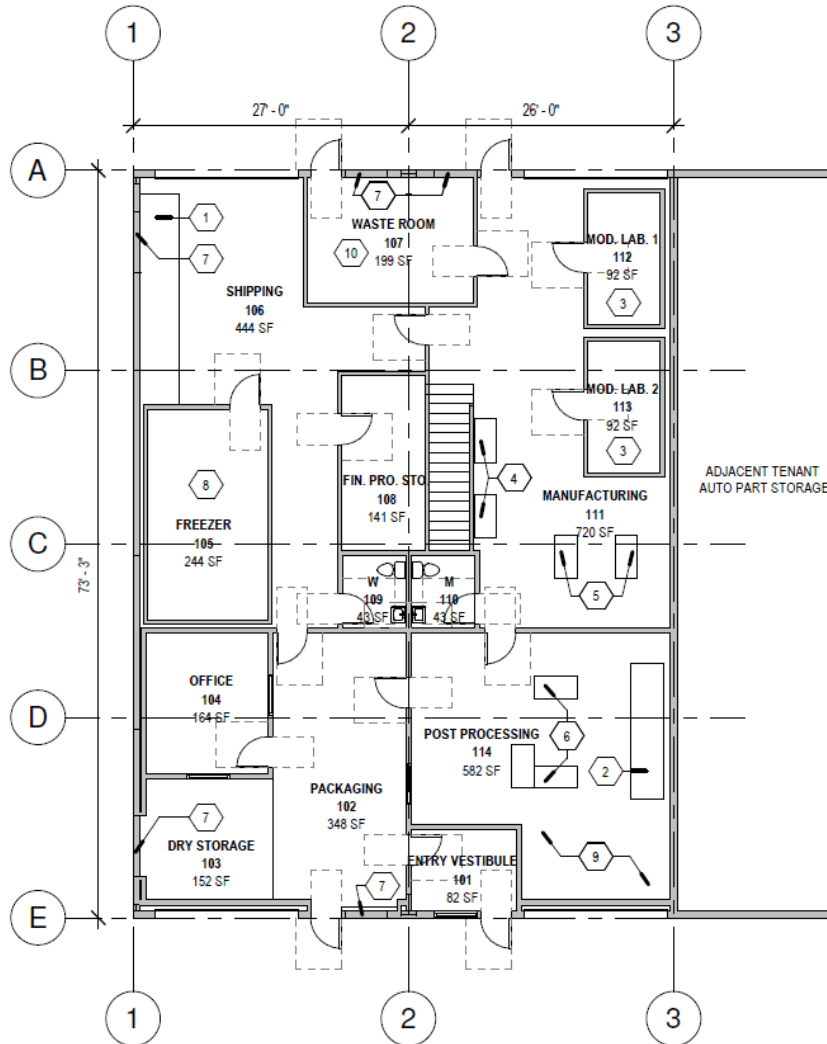 1
2
3
27' - 0"
26' - 0"
A
7
1
WASTE ROOM
107
199 SF
10
MOD. LAB. 1
112
92 SF
3
7
SHIPPING
106
444 SF
B
MOD. LAB. 2
113
92 SF
3
8
FREEZER
105
244 SF
FIN. PRO. STO.
108
141 SF
4
MANUFACTURING
111
720 SF
ADJACENT TENANT
AUTO PART STORAGE
C
73' - 3"
W
109
43 SF
M
110
43 SF
5
OFFICE
104
164 SF
D
POST PROCESSING
114
582 SF
6
2
PACKAGING
102
348 SF
7
DRY STORAGE
103
152 SF
7
ENTRY VESTIBULE
101
82 SF
9
E
1
2
3